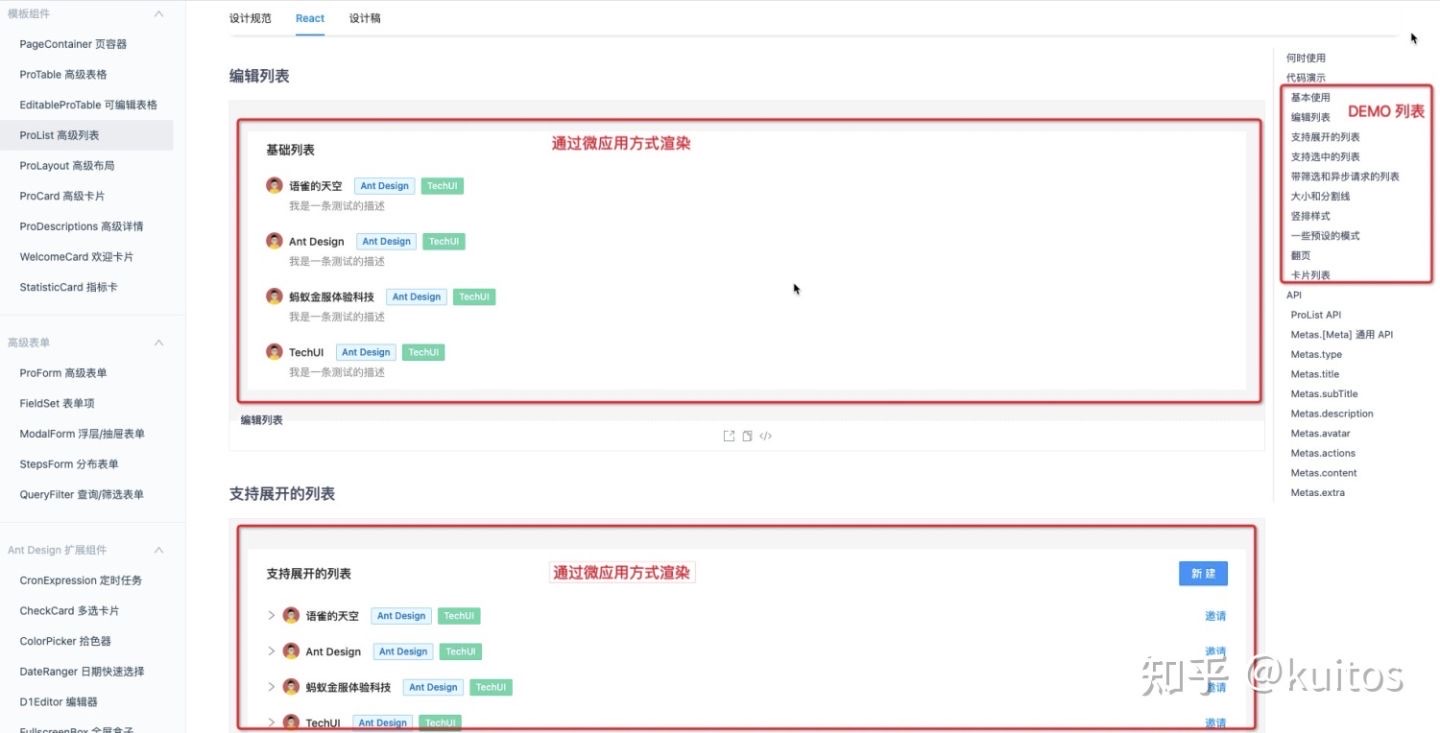 模板组件
PageContainer 页容器
ProTable 高级表格
EditableProTable 可编辑表格
ProList 高级列表
ProLayout 高级布局
ProCard 高级卡片
ProDescriptions 高级详情
WelcomeCard 欢迎卡片
StatisticCard 指标卡
高级表单
ProForm 高级表单
FieldSet 表单项
ModalForm 浮层/抽屉表单
StepsForm 分布表单
QueryFilter 查询/筛选表单
Ant Design 扩展组件
CronExpression 定时任务
CheckCard 多选卡片
ColorPicker 拾色器
DateRanger 日期快速选择
D1Editor 编辑器
FullscreenBox 全屏盒子
设计规范 React 设计稿
编辑列表
通过微应用方式渲染
基础列表
语雀的天空 Ant Design TechUI
我是一条测试的描述
Ant Design Ant Design TechUI
我是一条测试的描述
蚂蚁金服体验科技 Ant Design TechUI
我是一条测试的描述
TechUI Ant Design TechUI
我是一条测试的描述
编辑列表
</>
支持展开的列表
支持展开的列表 通过微应用方式渲染 新 建
语雀的天空 Ant Design TechUI 邀请
Ant Design Ant Design TechUI 邀请
蚂蚁金服体验科技 Ant Design TechUI 邀请
TechUI Ant Design TechUI 邀请
何时使用
代码演示
基本使用
DEMO 列表
编辑列表
支持展开的列表
支持选中的列表
带筛选和异步请求的列表
大小和分割线
竖排样式
一些预设的模式
翻页
卡片列表
API
ProList API
Metas.[Meta] 通用 API
Metas.type
Metas.title
Metas.subTitle
Metas.description
Metas.avatar
Metas.actions
Metas.content
Metas.extra
知乎 @kuitos